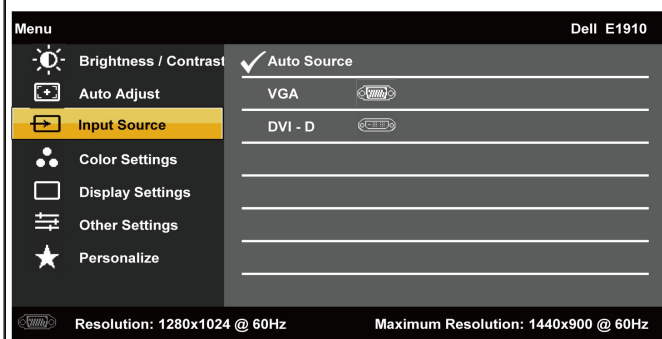 Menu Dell E1910
Brightness / Contrast Auto Source
Auto Adjust VGA
Input Source DVI - D
Color Settings
Display Settings
Other Settings
Personalize
Resolution: 1280x1024 @ 60Hz Maximum Resolution: 1440x900 @ 60Hz